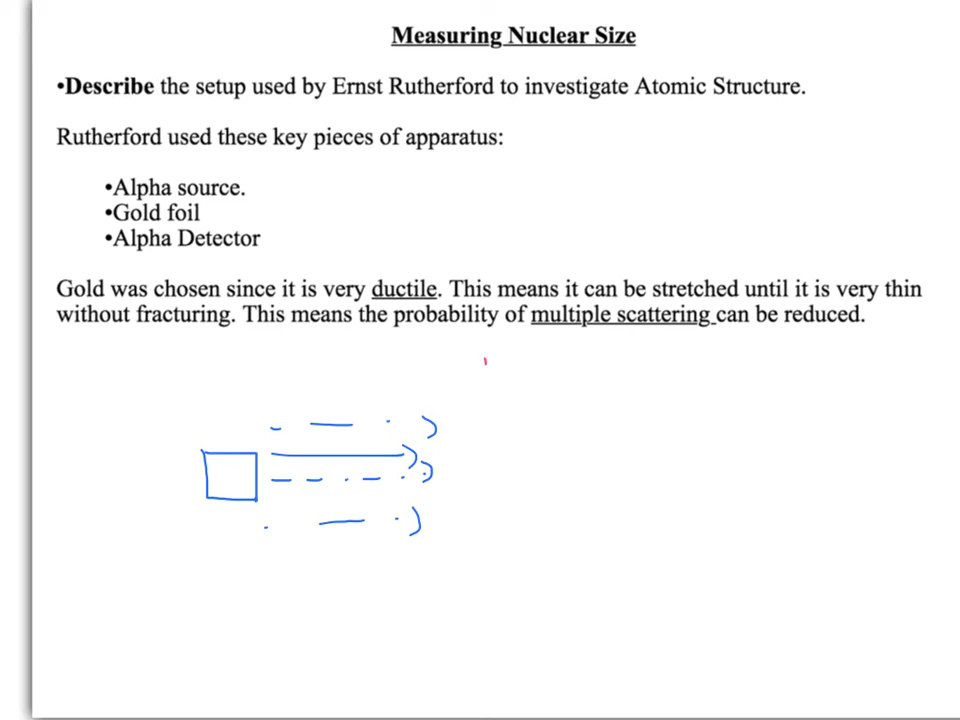 Measuring Nuclear Size
•Describe the setup used by Ernst Rutherford to investigate Atomic Structure.
Rutherford used these key pieces of apparatus:
•Alpha source.
•Gold foil
•Alpha Detector
Gold was chosen since it is very ductile. This means it can be stretched until it is very thin
without fracturing. This means the probability of multiple scattering can be reduced.